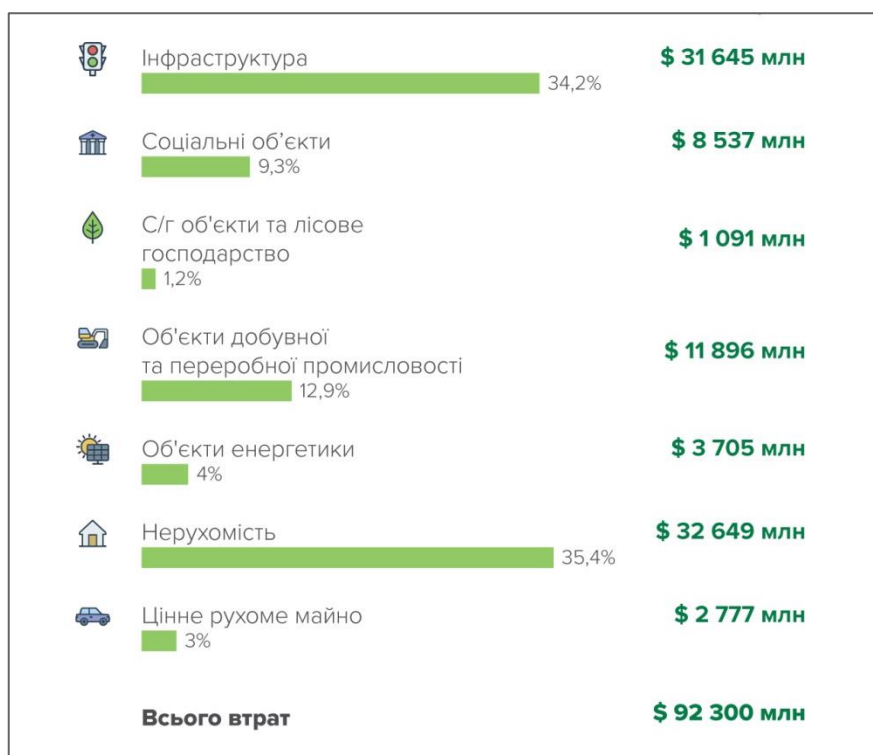 Інфраструктура
34,2%
$ 31 645 млн
Соціальні об’єкти
9,3%
$ 8 537 млн
С/г об'єкти та лісове
господарство
1,2%
$ 1 091 млн
Об'єкти добувної
та переробної промисловості
12,9%
$ 11 896 млн
Об'єкти енергетики
4%
$ 3 705 млн
Нерухомість
35,4%
$ 32 649 млн
Цінне рухоме майно
3%
$ 2 777 млн
Всього втрат
$ 92 300 млн